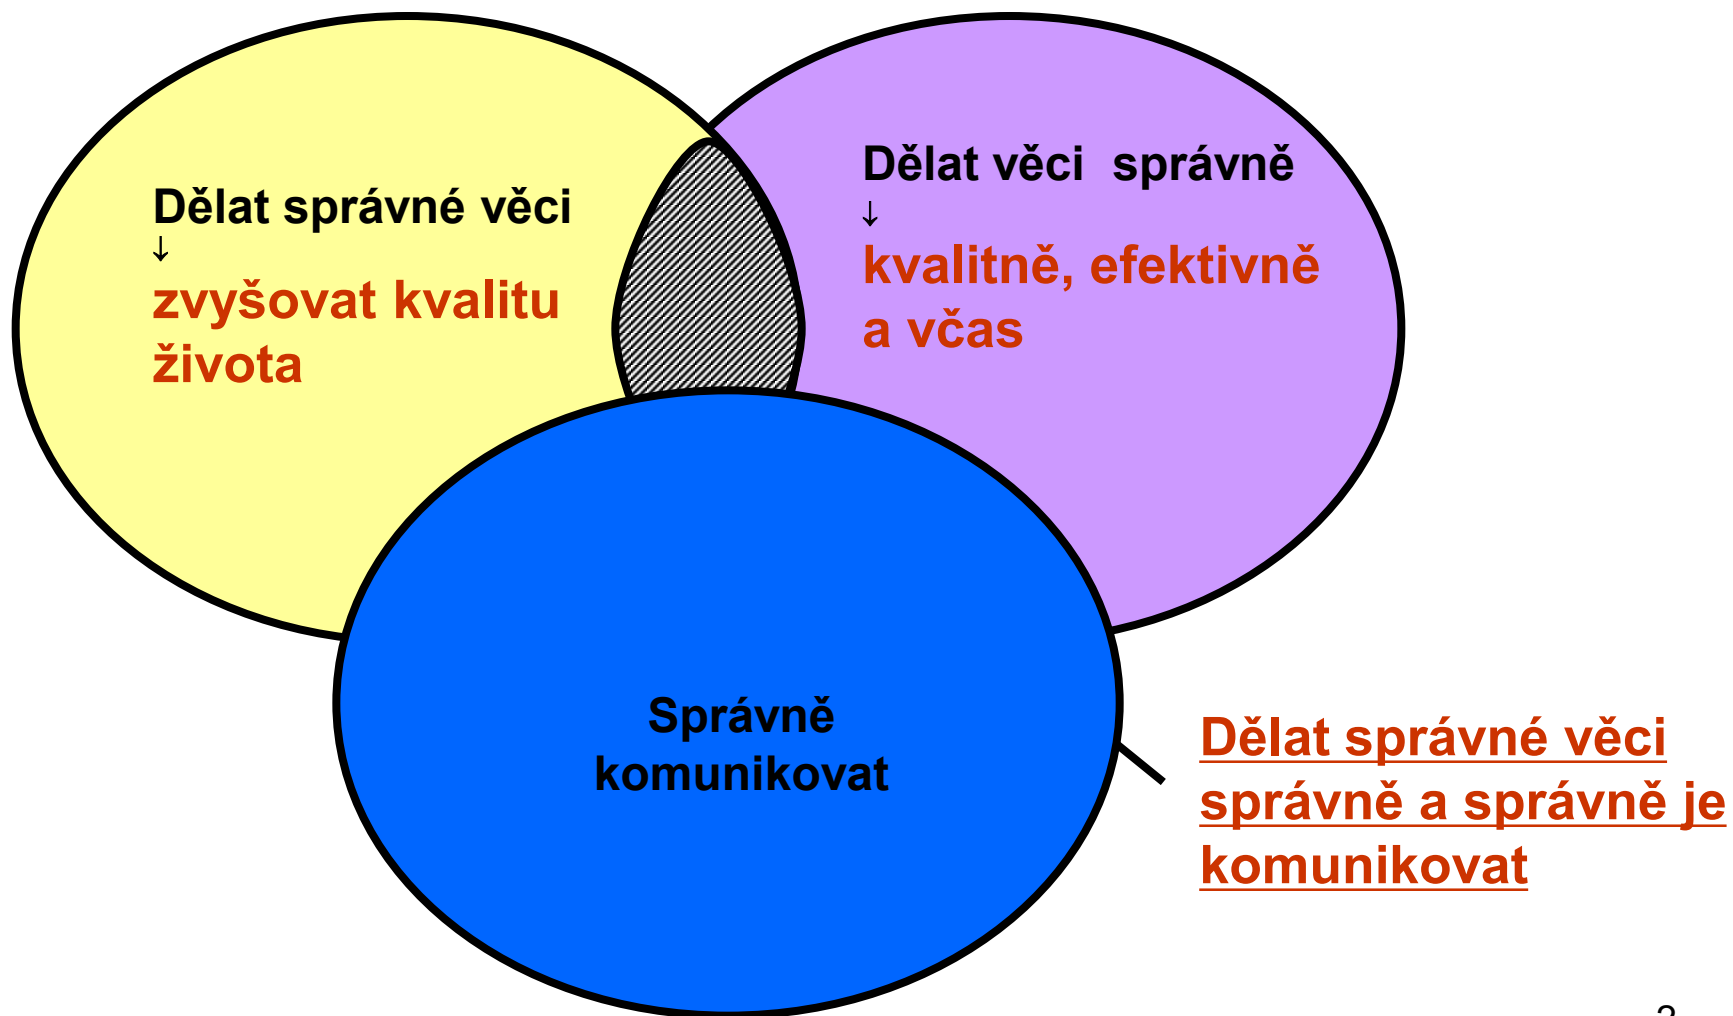 Dělat správné věci
↓
zvyšovat kvalitu
života
Dělat věci  správně
↓
kvalitně, efektivně
a včas
Správně
komunikovat
Dělat správné věci
správně a správně je
komunikovat